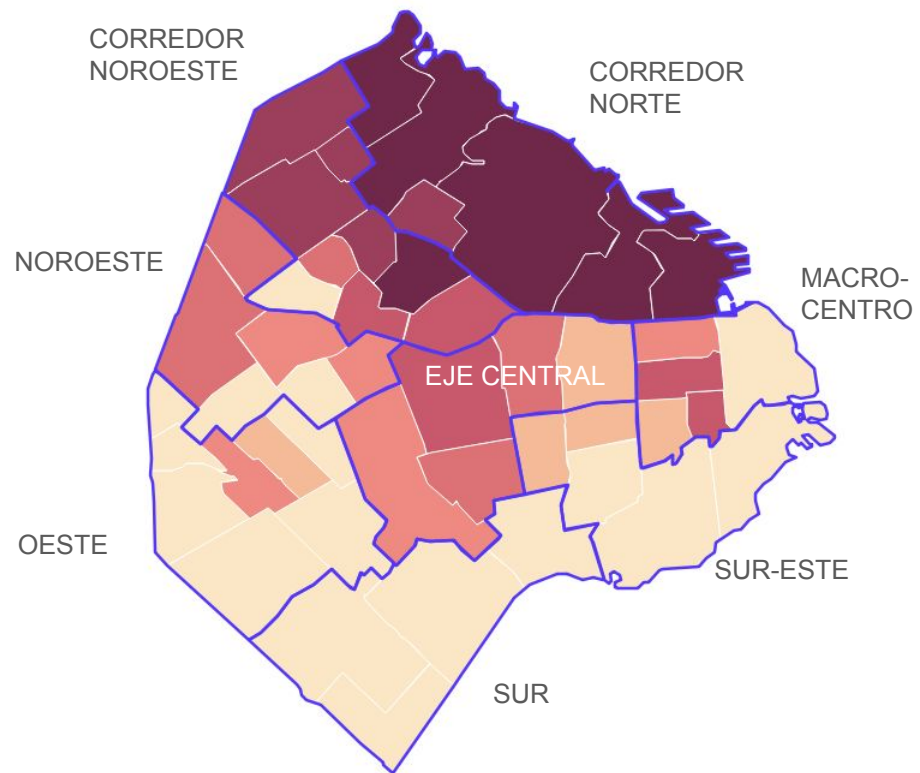 CORREDOR
NOROESTE
CORREDOR
NORTE
NOROESTE
MACRO-
CENTRO
EJE CENTRAL
OESTE
SUR-ESTE
SUR